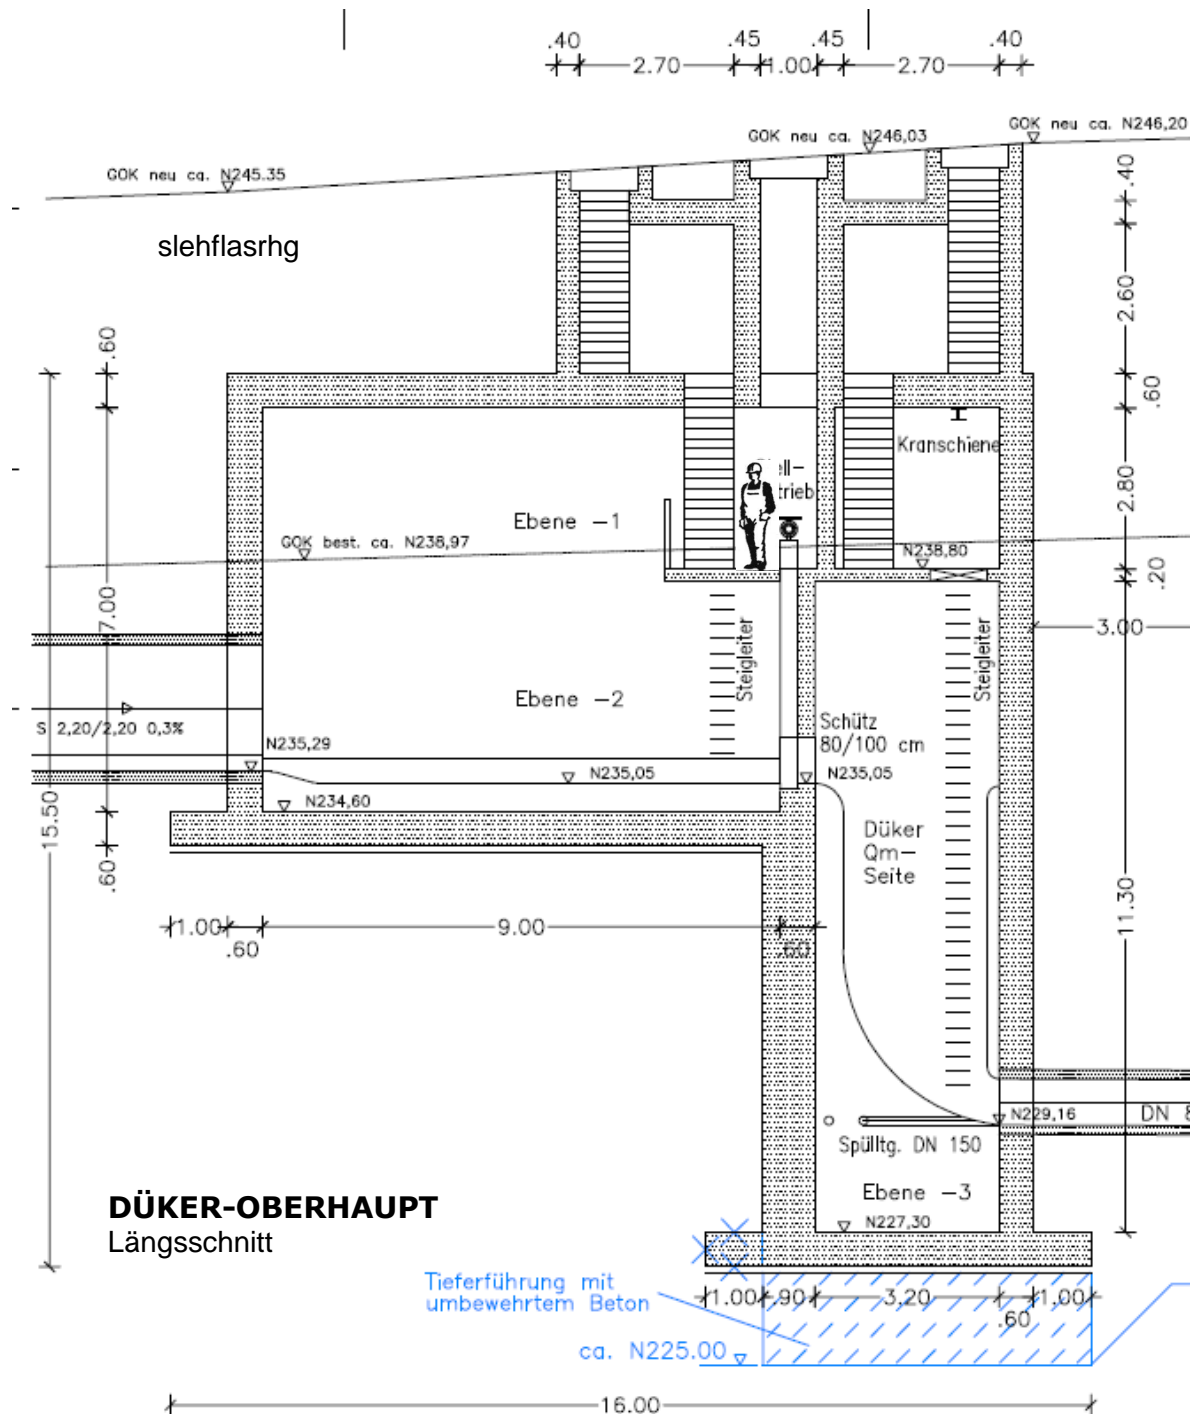 .40
.45
.45
.40
2.70
1.00
2.70
GOK neu ca. N246,20
GOK neu ca. N246,03
GOK neu ca. N245.35
.40
slehflasrhg
2.60
.60
.60
Kranschiene
2.80
Ebene -1
GOK best. ca. N238,97
N238,80
.20
7.00
3.00
Steigleiter
Steigleiter
Ebene -2
S 2,20/2,20 0,3%
Schütz
80/100 cm
N235,29
N235,05
N235,05
N234,60
15.50
Düker
Qm-
Seite
.60
11.30
1.00
9.00
.60
.60
N229,16
DN
Spülltg. DN 150
Ebene -3
DÜKER-OBERHAUPT
Längsschnitt
N227,30
Tieferführung mit
umbewehrtem Beton
1.00
.90
3.20
1.00
.60
ca. N225.00
16.00